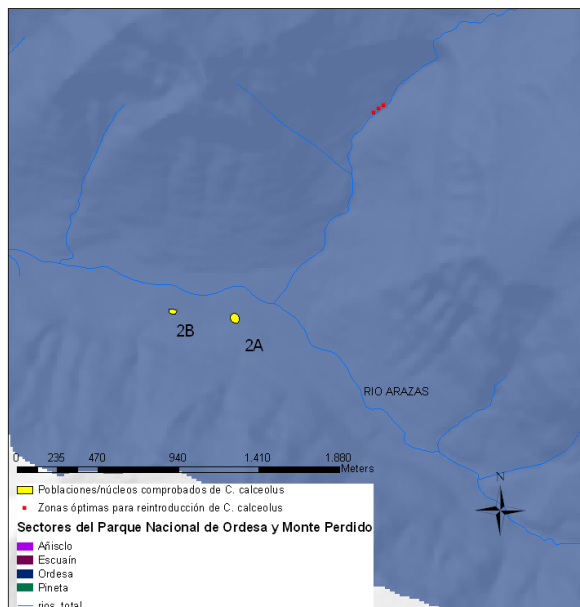 2B
2A
RIO ARAZAS
0 235 470 940 1.410 1.880
Meters
N
Poblaciones/núcleos comprobados de C. calceolus
Zonas óptimas para reintroducción de C. calceolus
Sectores del Parque Nacional de Ordesa y Monte Perdido
Añisclo
Escuaín
Ordesa
Pineta
rios_total